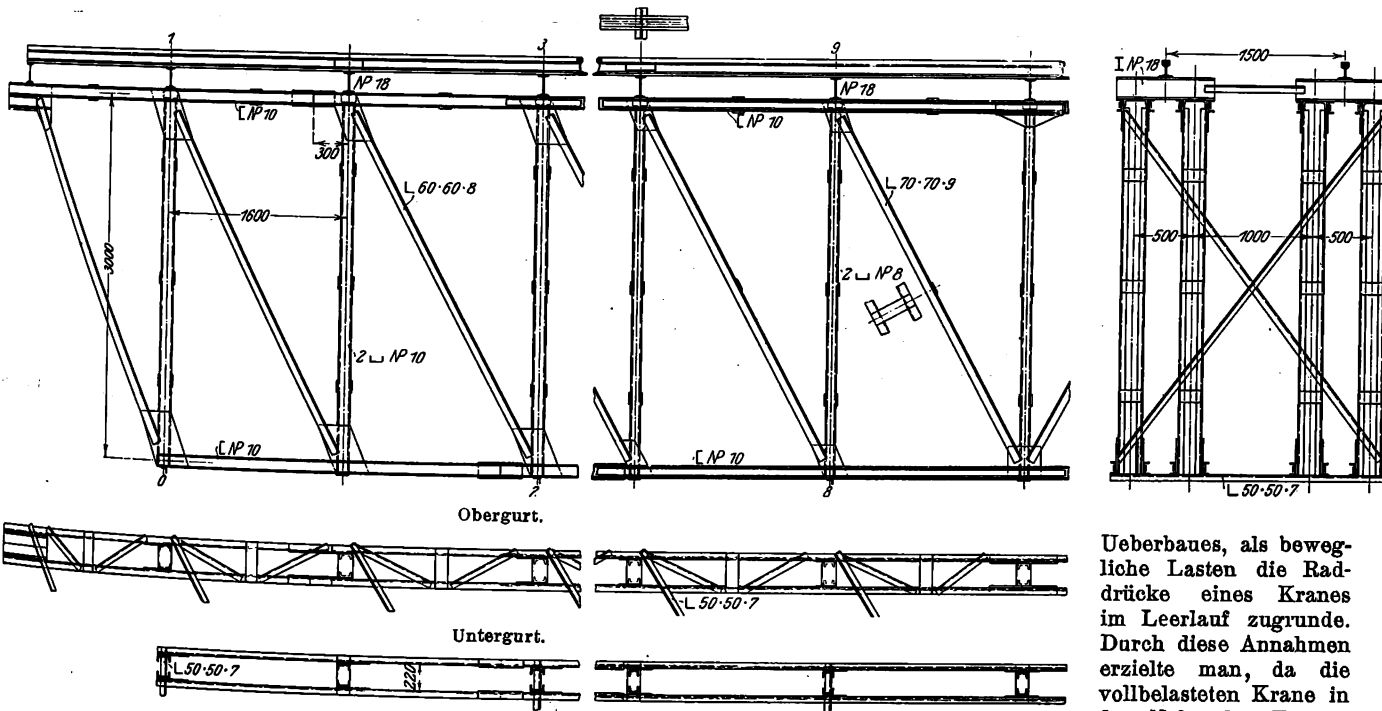 1
3
9
1500
I NP 18
NP 18
NP 18
[ NP 10
[ NP 10
300
L 60·60·8
L 70·70·9
1600
3000
500
1000
500
2 ⊔ NP 8
2 ⊔ NP 10
[ NP 10
[ NP 10
0
2
8
L 50·50·7
Obergurt.
L 50·50·7
Untergurt.
L 50·50·7
220
Ueberbaues, als beweg-
liche Lasten die Rad-
drücke eines Kranes
im Leerlauf zugrunde.
Durch diese Annahmen
erzielte man, da die
vollbelasteten Krane in